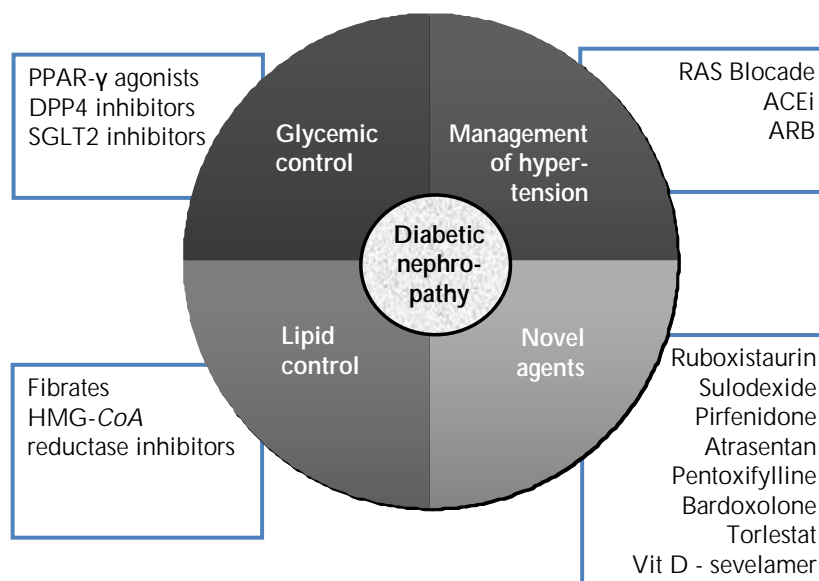 PPAR-γ agonists
DPP4 inhibitors
SGLT2 inhibitors
Glycemic
control
Management
of hyper-
tension
RAS Blocade
ACEi
ARB
Diabetic
nephro-
pathy
Lipid
control
Novel
agents
Fibrates
HMG-CoA
reductase inhibitors
Ruboxistaurin
Sulodexide
Pirfenidone
Atrasentan
Pentoxifylline
Bardoxolone
Torlestat
Vit D - sevelamer